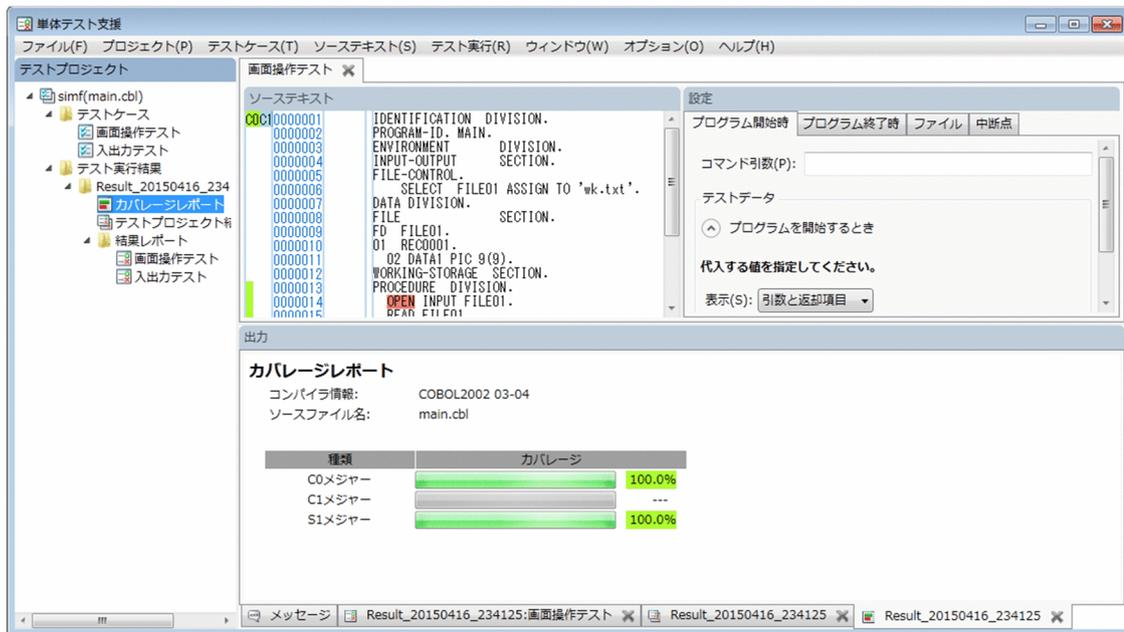 単体テスト支援
ファイル(F) プロジェクト(P) テストケース(T) ソーステキスト(S) テスト実行(R) ウィンドウ(W) オプション(O) ヘルプ(H)
テストプロジェクト
simf(main.cbl)
テストケース
画面操作テスト
入出力テスト
テスト実行結果
Result_20150416_234
カバレージレポート
テストプロジェクト
結果レポート
画面操作テスト
入出力テスト
画面操作テスト
ソーステキスト
C0C1 0000001 IDENTIFICATION DIVISION.
0000002 PROGRAM-ID. MAIN.
0000003 ENVIRONMENT DIVISION.
0000004 INPUT-OUTPUT SECTION.
0000005 FILE-CONTROL.
0000006 SELECT FILE01 ASSIGN TO 'wk.txt'.
0000007 DATA DIVISION.
0000008 FILE SECTION.
0000009 FD FILE01.
0000010 01 REC0001.
0000011 02 DATA1 PIC 9(9).
0000012 WORKING-STORAGE SECTION.
0000013 PROCEDURE DIVISION.
0000014 OPEN INPUT FILE01.
0000015 READ FILE01
設定
プログラム開始時 プログラム終了時 ファイル 中断点
コマンド引数(P):
テストデータ
プログラムを開始するとき
代入する値を指定してください。
表示(S): 引数と返却項目
出力
カバレージレポート
コンパイラ情報: COBOL2002 03-04
ソースファイル名: main.cbl
種類 カバレージ
C0メジャー 100.0%
C1メジャー ---
S1メジャー 100.0%
メッセージ Result_20150416_234125:画面操作テスト Result_20150416_234125 Result_20150416_234125